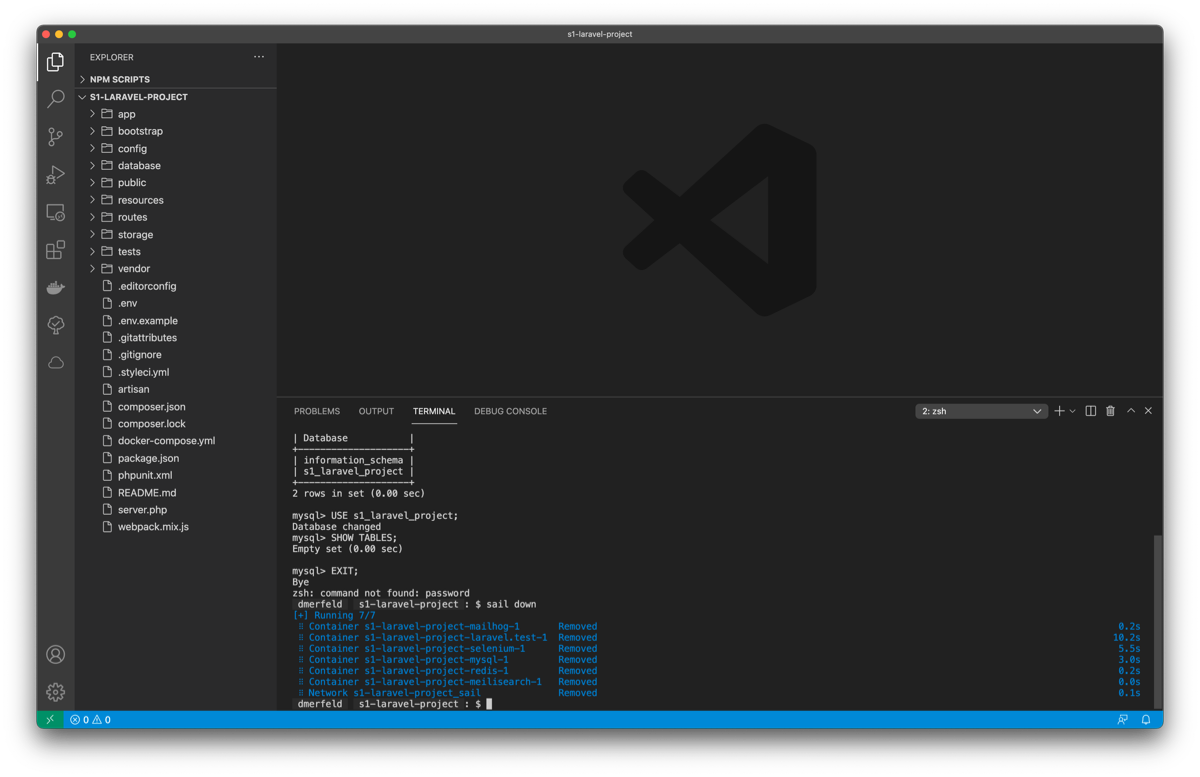 s1-laravel-project
EXPLORER
NPM SCRIPTS
S1-LARAVEL-PROJECT
app
bootstrap
config
database
public
resources
routes
storage
tests
vendor
.editorconfig
.env
.env.example
.gitattributes
.gitignore
.styleci.yml
artisan
composer.json
composer.lock
docker-compose.yml
package.json
phpunit.xml
README.md
server.php
webpack.mix.js
PROBLEMS OUTPUT TERMINAL DEBUG CONSOLE 2: zsh
| Database |
+--------------------+
| information_schema |
| s1_laravel_project |
+--------------------+
2 rows in set (0.00 sec)
mysql> USE s1_laravel_project;
Database changed
mysql> SHOW TABLES;
Empty set (0.00 sec)
mysql> EXIT;
Bye
zsh: command not found: password
dmerfeld s1-laravel-project : $ sail down
[+] Running 7/7
⠿ Container s1-laravel-project-mailhog-1 Removed 0.2s
⠿ Container s1-laravel-project-laravel.test-1 Removed 10.2s
⠿ Container s1-laravel-project-selenium-1 Removed 5.5s
⠿ Container s1-laravel-project-mysql-1 Removed 3.0s
⠿ Container s1-laravel-project-redis-1 Removed 0.2s
⠿ Container s1-laravel-project-meilisearch-1 Removed 0.0s
⠿ Network s1-laravel-project_sail Removed 0.1s
dmerfeld s1-laravel-project : $
0 0